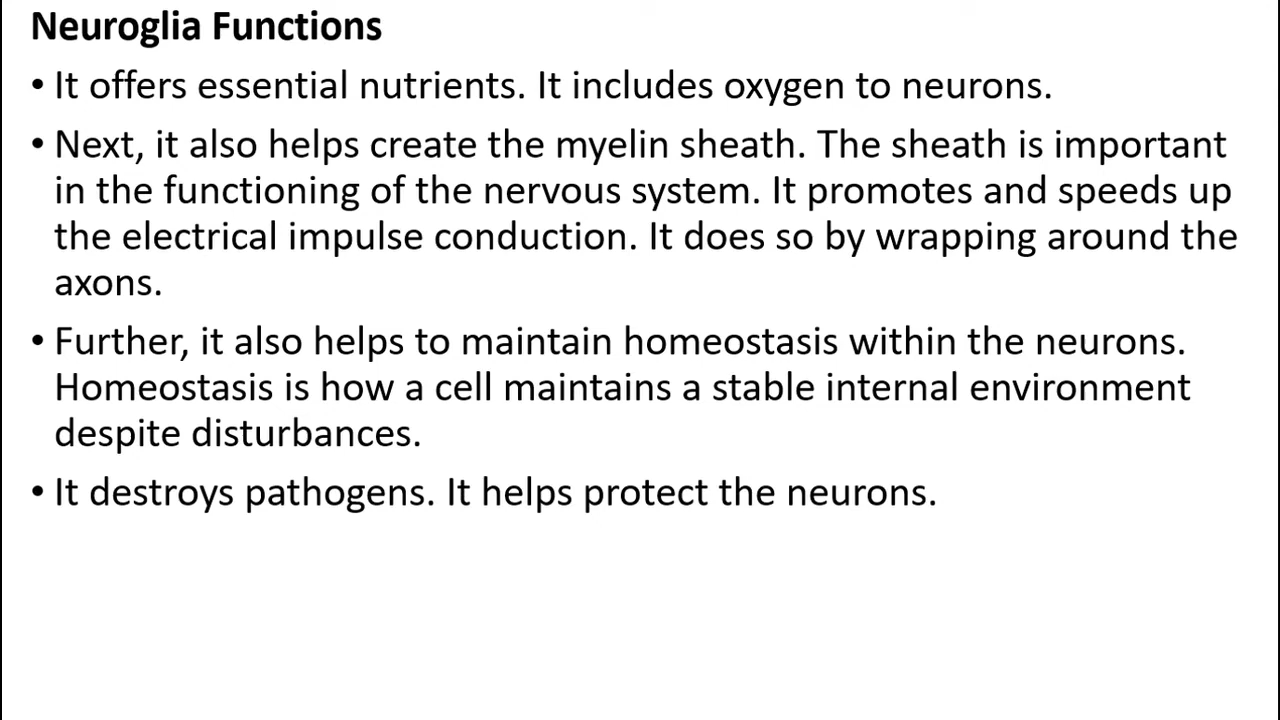 Neuroglia Functions
• It offers essential nutrients. It includes oxygen to neurons.
• Next, it also helps create the myelin sheath. The sheath is important
in the functioning of the nervous system. It promotes and speeds up
the electrical impulse conduction. It does so by wrapping around the
axons.
• Further, it also helps to maintain homeostasis within the neurons.
Homeostasis is how a cell maintains a stable internal environment
despite disturbances.
• It destroys pathogens. It helps protect the neurons.